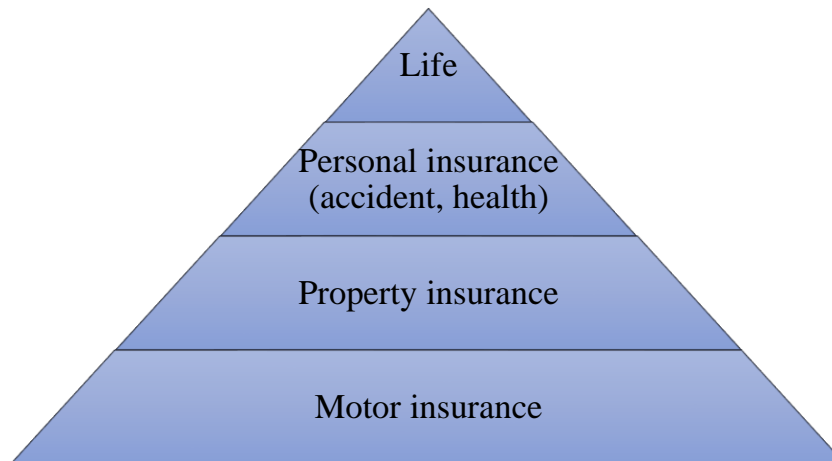 Life
Personal insurance
(accident, health)
Property insurance
Motor insurance